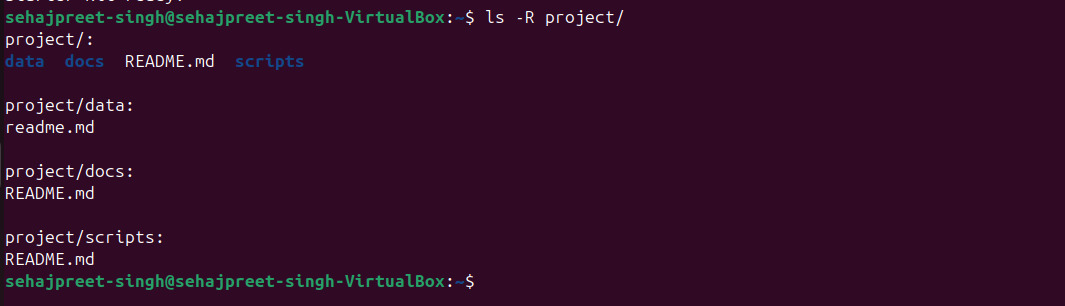 sehajpreet-singh@sehajpreet-singh-VirtualBox:~$ ls -R project/
project/:
data docs README.md scripts
project/data:
readme.md
project/docs:
README.md
project/scripts:
README.md
sehajpreet-singh@sehajpreet-singh-VirtualBox:~$